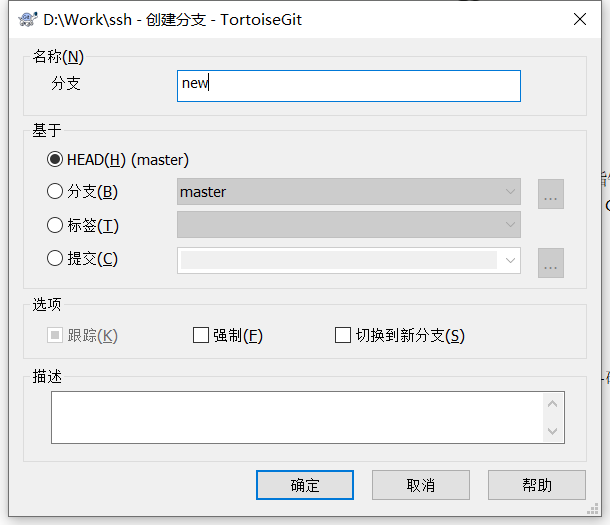 D:\Work\ssh - 创建分支 - TortoiseGit
名称(N)
分支 new
基于
HEAD(H) (master)
分支(B) master ...
标签(T)
提交(C) ...
选项
跟踪(K) 强制(F) 切换到新分支(S)
描述
确定 取消 帮助